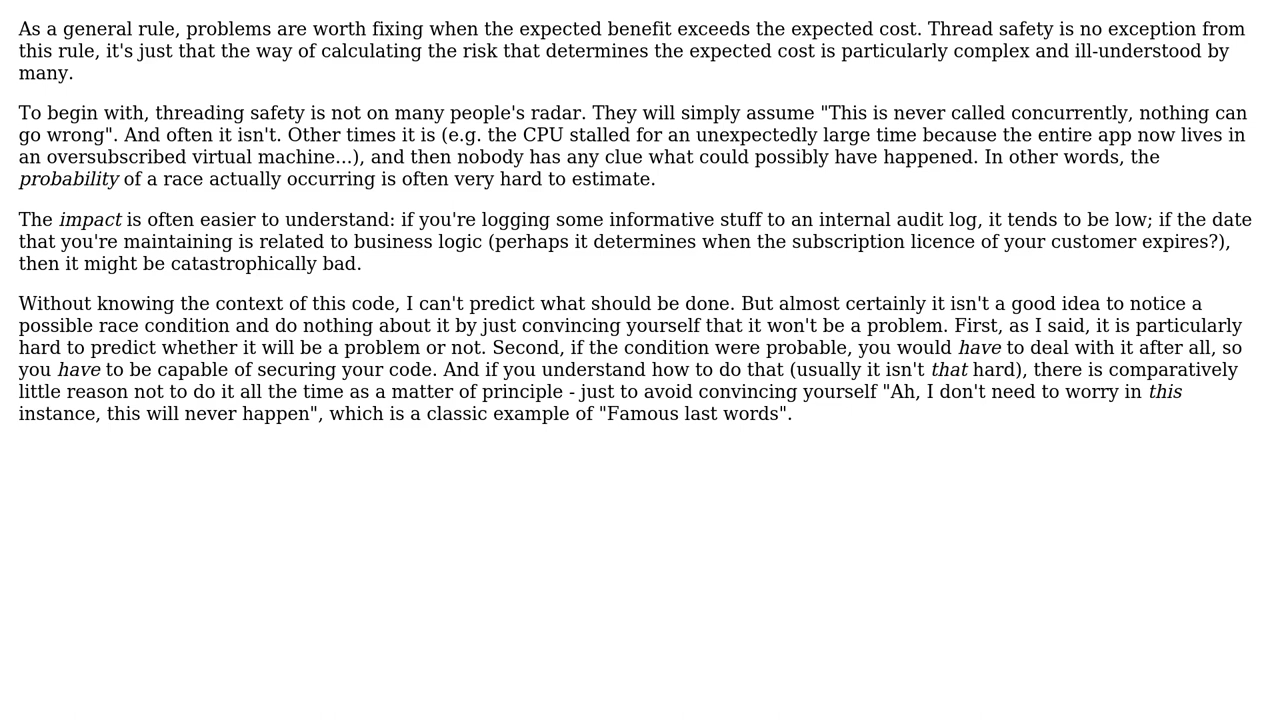 As a general rule, problems are worth fixing when the expected benefit exceeds the expected cost. Thread safety is no exception from
this rule, it's just that the way of calculating the risk that determines the expected cost is particularly complex and ill-understood by
many.
To begin with, threading safety is not on many people's radar. They will simply assume "This is never called concurrently, nothing can
go wrong". And often it isn't. Other times it is (e.g. the CPU stalled for an unexpectedly large time because the entire app now lives in
an oversubscribed virtual machine...), and then nobody has any clue what could possibly have happened. In other words, the
probability of a race actually occurring is often very hard to estimate.
The impact is often easier to understand: if you're logging some informative stuff to an internal audit log, it tends to be low; if the date
that you're maintaining is related to business logic (perhaps it determines when the subscription licence of your customer expires?),
then it might be catastrophically bad.
Without knowing the context of this code, I can't predict what should be done. But almost certainly it isn't a good idea to notice a
possible race condition and do nothing about it by just convincing yourself that it won't be a problem. First, as I said, it is particularly
hard to predict whether it will be a problem or not. Second, if the condition were probable, you would have to deal with it after all, so
you have to be capable of securing your code. And if you understand how to do that (usually it isn't that hard), there is comparatively
little reason not to do it all the time as a matter of principle - just to avoid convincing yourself "Ah, I don't need to worry in this
instance, this will never happen", which is a classic example of "Famous last words".